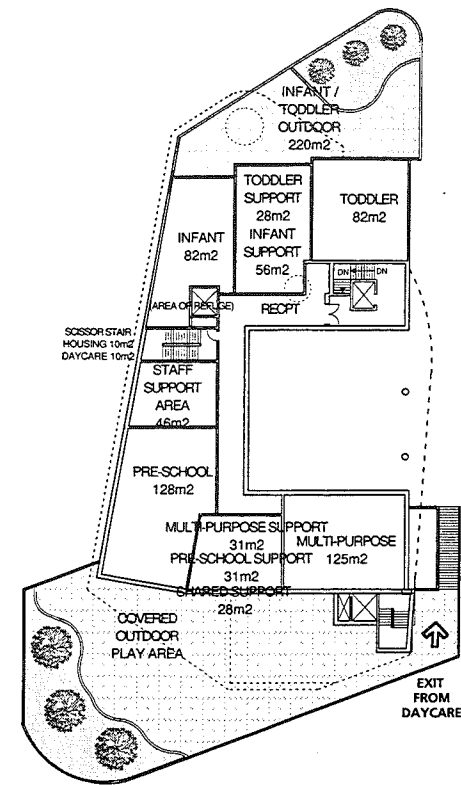 INFANT /
TODDLER
OUTDOOR
220m2
TODDLER
SUPPORT
28m2
INFANT
SUPPORT
56m2
TODDLER
82m2
INFANT
82m2
DN
DN
(AREA OF REFUGE)
RECPT
SCISSOR STAIR
HOUSING 10m2
DAYCARE 10m2
STAFF
SUPPORT
AREA
46m2
PRE-SCHOOL
128m2
MULTI-PURPOSE SUPPORT
31m2
PRE-SCHOOL SUPPORT
31m2
SHARED SUPPORT
28m2
MULTI-PURPOSE
125m2
COVERED
OUTDOOR
PLAY AREA
EXIT
FROM
DAYCARE